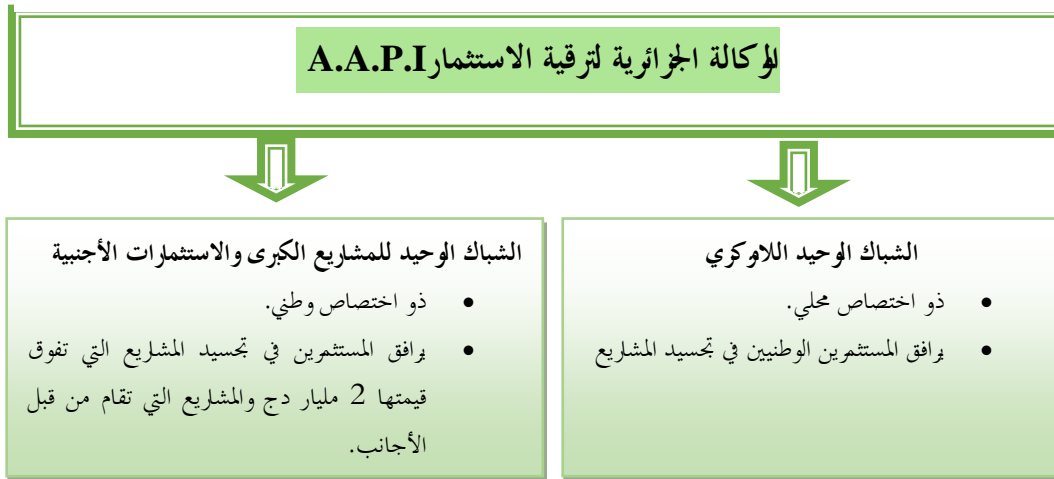 الوكالة الجزائرية لترقية الاستثمار A.A.P.I
الشباك الوحيد اللامركزي
• ذو اختصاص محلي.
• يرافق المستثمرين الوطنيين في تجسيد المشاريع
الشباك الوحيد للمشاريع الكبرى والاستثمارات الأجنبية
• ذو اختصاص وطني.
• يرافق المستثمرين في تجسيد المشاريع التي تفوق
قيمتها 2 مليار دج والمشاريع التي تقام من قبل
الأجانب.